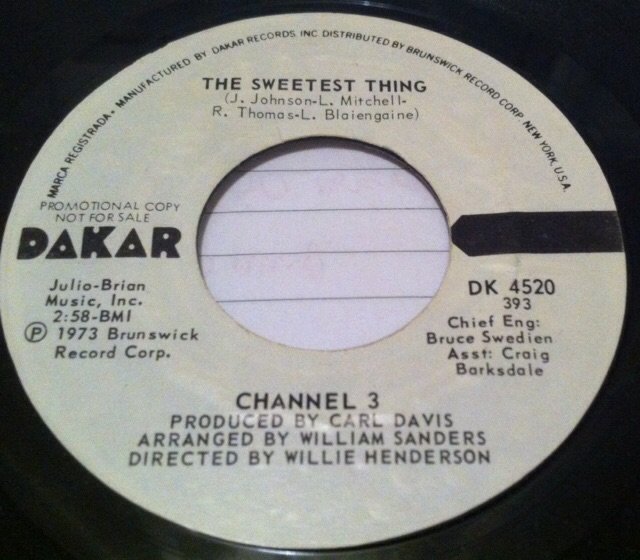 MARCA REGISTRADA • MANUFACTURED BY DAKAR RECORDS INC DISTRIBUTED BY BRUNSWICK RECORD CORP. NEW YORK, U.S.A.
THE SWEETEST THING
(J. Johnson-L. Mitchell-
R. Thomas-L. Blaiengaine)
PROMOTIONAL COPY
NOT FOR SALE
DAKAR
Julio-Brian
Music, Inc.
2:58-BMI
Ⓟ 1973 Brunswick
Record Corp.
DK 4520
393
Chief Eng:
Bruce Swedien
Asst: Craig
Barksdale
CHANNEL 3
PRODUCED BY CARL DAVIS
ARRANGED BY WILLIAM SANDERS
DIRECTED BY WILLIE HENDERSON